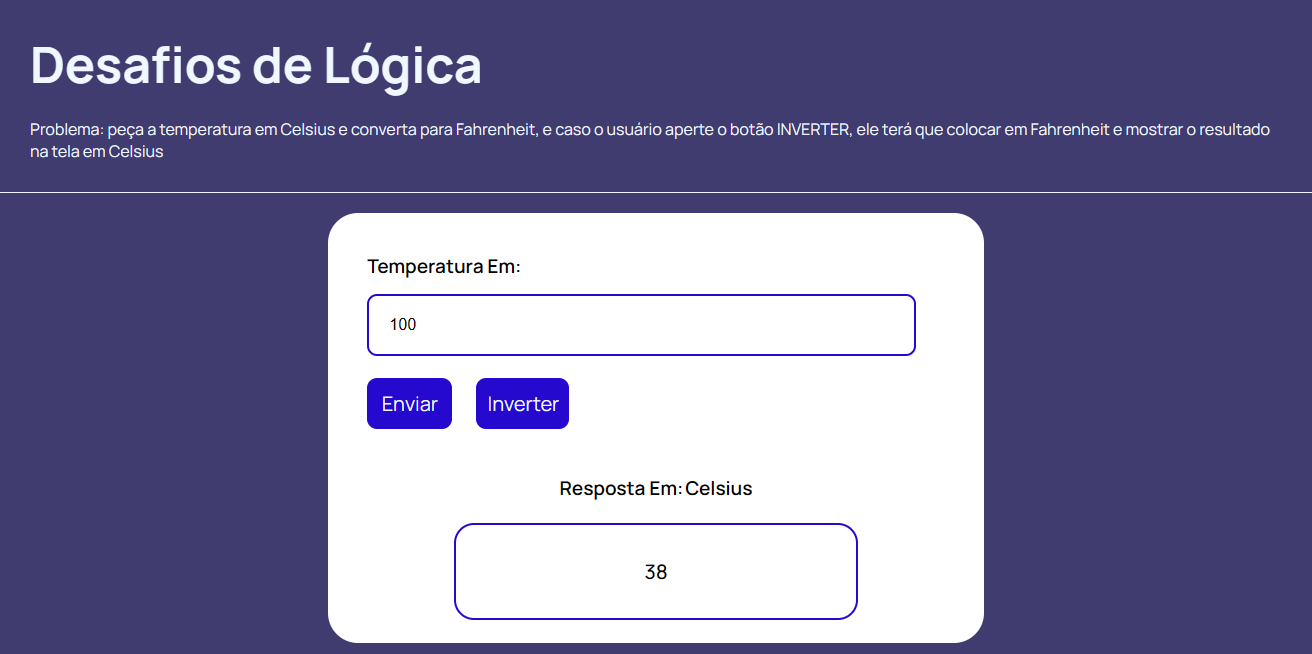 Desafios de Lógica
Problema: peça a temperatura em Celsius e converta para Fahrenheit, e caso o usuário aperte o botão INVERTER, ele terá que colocar em Fahrenheit e mostrar o resultado
na tela em Celsius
Temperatura Em:
100
Enviar Inverter
Resposta Em: Celsius
38